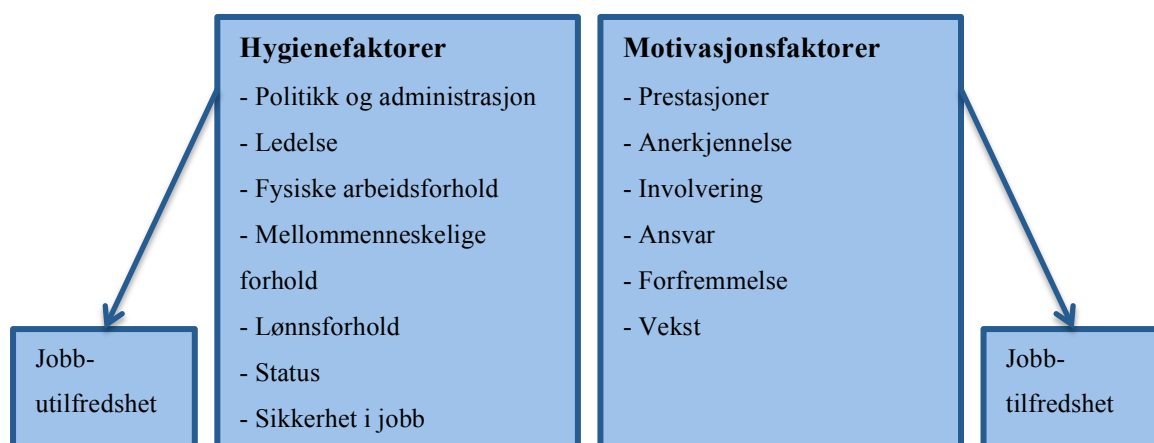 Hygienefaktorer
- Politikk og administrasjon
- Ledelse
- Fysiske arbeidsforhold
- Mellommenneskelige
forhold
- Lønnsforhold
- Status
- Sikkerhet i jobb
Motivasjonsfaktorer
- Prestasjoner
- Anerkjennelse
- Involvering
- Ansvar
- Forfremmelse
- Vekst
Jobb-
utilfredshet
Jobb-
tilfredshet